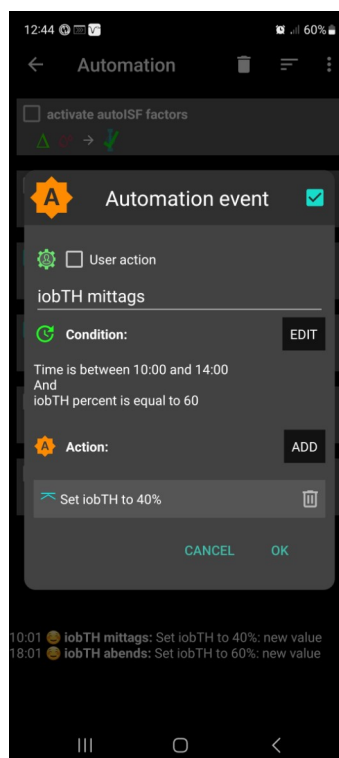 12:44 60%
Automation
activate autoISF factors
Automation event
User action
iobTH mittags
Condition: EDIT
Time is between 10:00 and 14:00
And
iobTH percent is equal to 60
Action: ADD
Set iobTH to 40%
CANCEL OK
10:01 iobTH mittags: Set iobTH to 40%: new value
18:01 iobTH abends: Set iobTH to 60%: new value